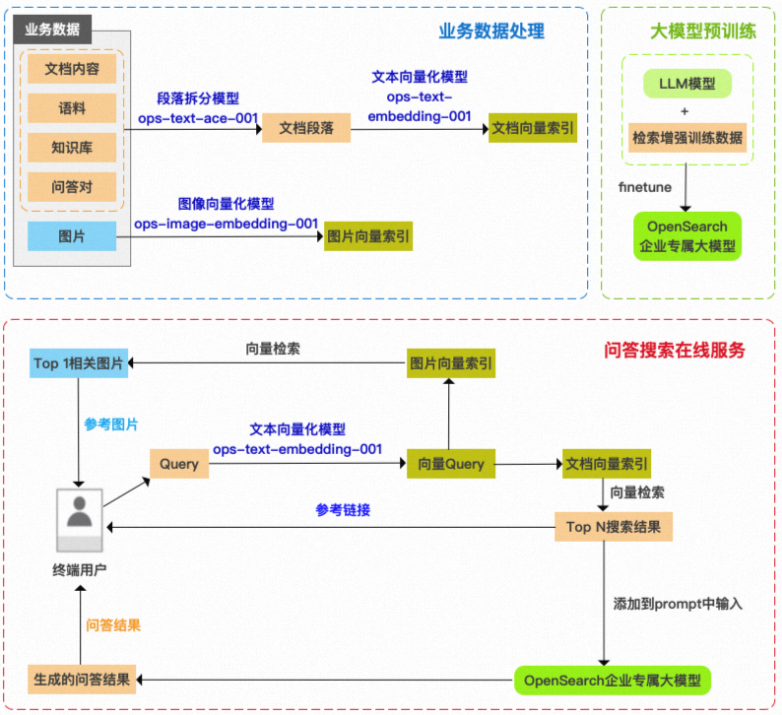 业务数据处理
业务数据
文档内容
语料
知识库
问答对
图片
段落拆分模型
ops-text-ace-001
文档段落
文本向量化模型
ops-text-
embedding-001
文档向量索引
图像向量化模型
ops-image-embedding-001
图片向量索引
大模型预训练
LLM模型
+
检索增强训练数据
finetune
OpenSearch
企业专属大模型
问答搜索在线服务
Top 1相关图片
向量检索
图片向量索引
参考图片
文本向量化模型
ops-text-embedding-001
Query
向量Query
文档向量索引
向量检索
参考链接
Top N搜索结果
终端用户
添加到prompt中输入
问答结果
生成的问答结果
OpenSearch企业专属大模型